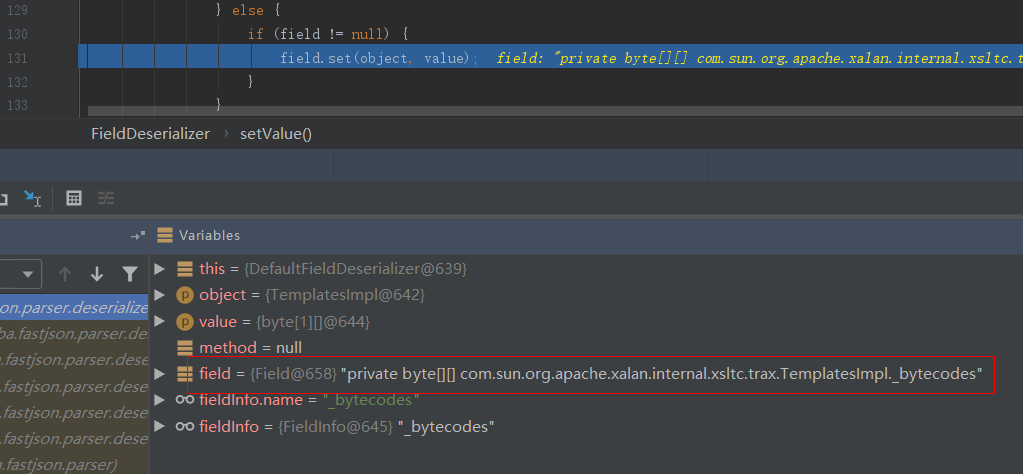 129 } else {
130 if (field != null) {
131 field.set(object, value); field: "private byte[][] com.sun.org.apache.xalan.internal.xsltc.t
132 }
133 }
FieldDeserializer › setValue()
Variables
this = {DefaultFieldDeserializer@639}
object = {TemplatesImpl@642}
value = {byte[1][]@644}
method = null
field = {Field@658} "private byte[][] com.sun.org.apache.xalan.internal.xsltc.trax.TemplatesImpl._bytecodes"
fieldInfo.name = "_bytecodes"
fieldInfo = {FieldInfo@645} "_bytecodes"
on.parser.deserialize
ba.fastjson.parser.de
a.fastjson.parser.dese
a.fastjson.parser.dese
a.fastjson.parser.dese
a.fastjson.parser.dese
n.fastjson.parser)